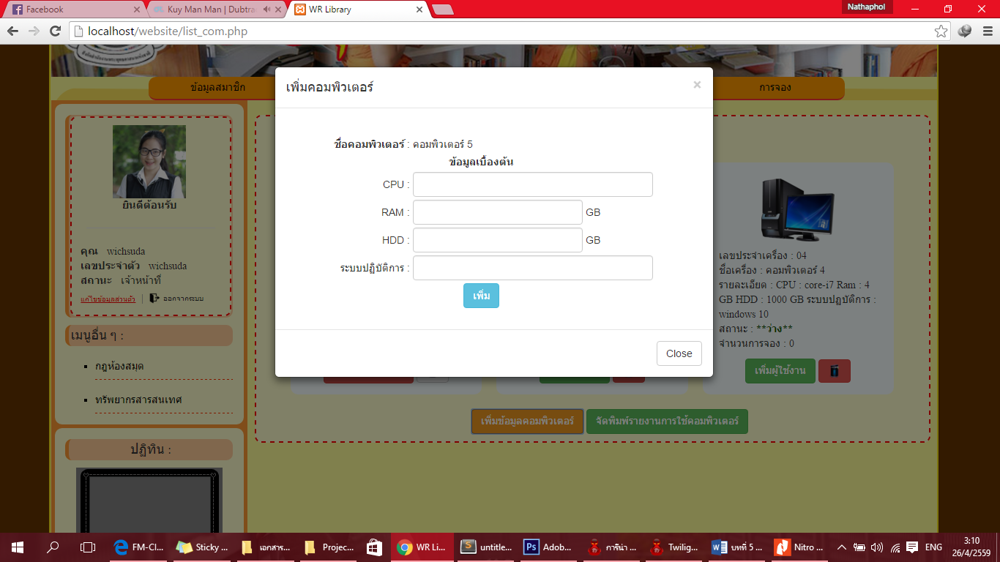 Facebook
Kuy Man Man | Dubtra
WR Library
Nathaphol
localhost/website/list_com.php
ข้อมูลสมาชิก
การจอง
เพิ่มคอมพิวเตอร์
×
ชื่อคอมพิวเตอร์ : คอมพิวเตอร์ 5
ข้อมูลเบื้องต้น
CPU :
RAM :
GB
HDD :
GB
ระบบปฏิบัติการ :
เพิ่ม
Close
ยินดีต้อนรับ
คุณ wichsuda
เลขประจำตัว wichsuda
สถานะ เจ้าหน้าที่
แก้ไขข้อมูลส่วนตัว | ออกจากระบบ
เมนูอื่น ๆ :
กฎห้องสมุด
ทรัพยากรสารสนเทศ
ปฏิทิน :
เลขประจำเครื่อง : 04
ชื่อเครื่อง : คอมพิวเตอร์ 4
รายละเอียด : CPU : core-i7 Ram : 4
GB HDD : 1000 GB ระบบปฏิบัติการ :
windows 10
สถานะ : **ว่าง**
จำนวนการจอง : 0
เพิ่มผู้ใช้งาน
เพิ่มข้อมูลคอมพิวเตอร์
จัดพิมพ์รายงานการใช้คอมพิวเตอร์
FM-Cl...
Sticky ...
เอกสาร...
Projec...
WR Li...
untitle...
Adob...
การีน่า ...
Twilig...
บทที่ 5 ...
Nitro ...
ENG
3:10
26/4/2559